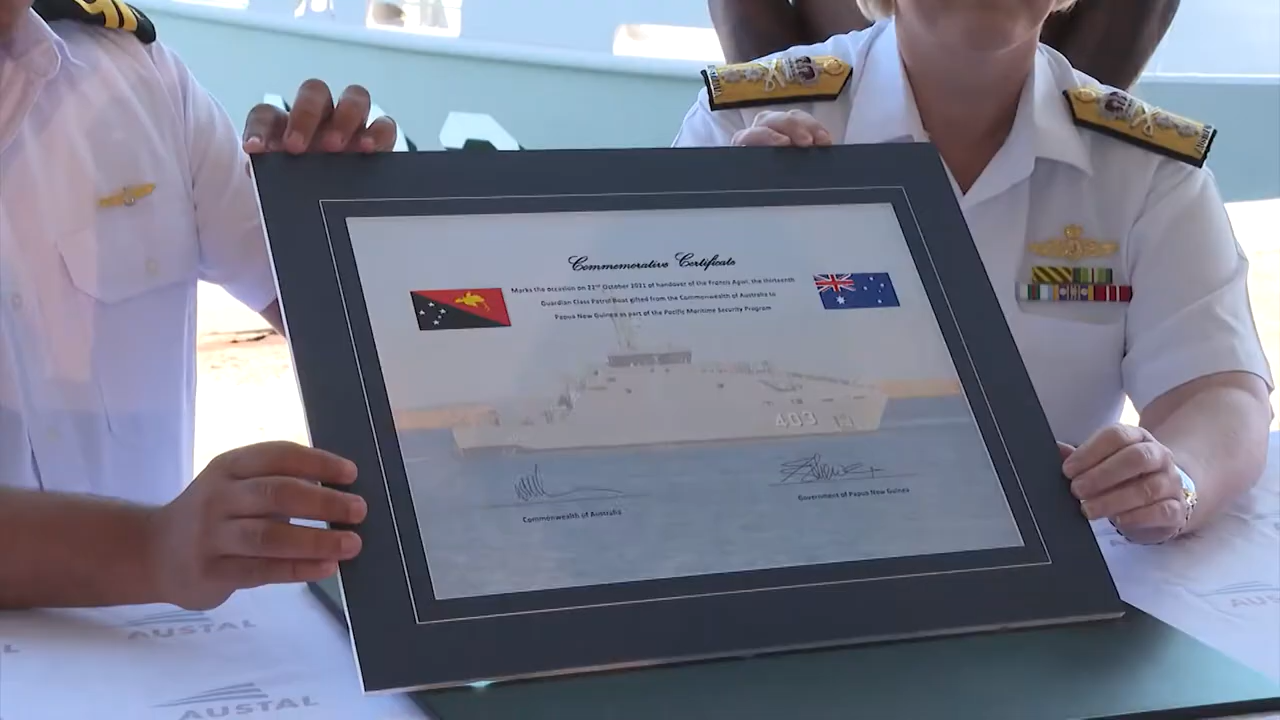 Commemorative Certificate
Marks the occasion on 22nd October 2021 of handover of the Francis Agwi, the thirteenth
Guardian Class Patrol Boat gifted from the Commonwealth of Australia to
Papua New Guinea as part of the Pacific Maritime Security Program
403
Commonwealth of Australia
Government of Papua New Guinea
AUSTAL
AUSTAL